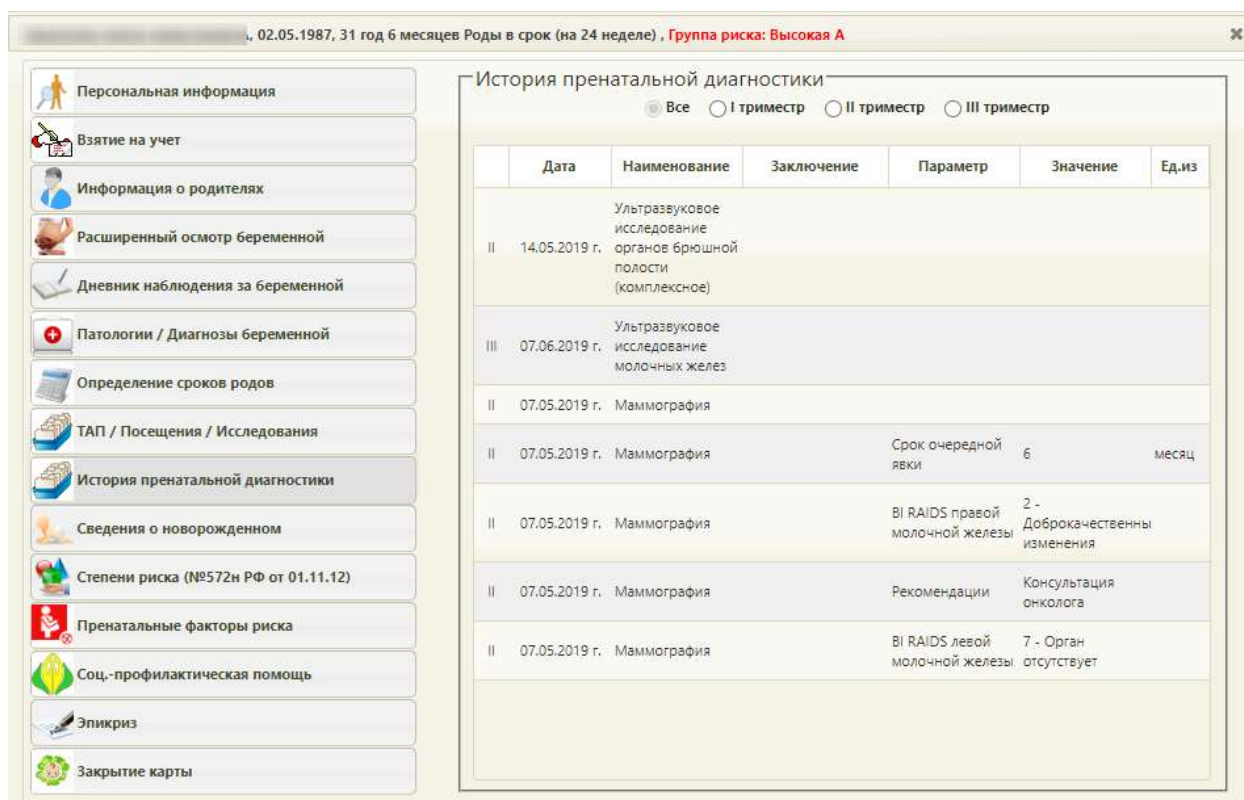 , 02.05.1987, 31 год 6 месяцев Роды в срок (на 24 неделе) , Группа риска: Высокая А
Персональная информация
Взятие на учет
Информация о родителях
Расширенный осмотр беременной
Дневник наблюдения за беременной
Патологии / Диагнозы беременной
Определение сроков родов
ТАП / Посещения / Исследования
История пренатальной диагностики
Сведения о новорожденном
Степени риска (№572н РФ от 01.11.12)
Пренатальные факторы риска
Соц.-профилактическая помощь
Эпикриз
Закрытие карты
История пренатальной диагностики
Все I триместр II триместр III триместр
Дата Наименование Заключение Параметр Значение Ед.из
Ультразвуковое
исследование
II 14.05.2019 г. органов брюшной
полости
(комплексное)
Ультразвуковое
III 07.06.2019 г. исследование
молочных желез
II 07.05.2019 г. Маммография
II 07.05.2019 г. Маммография Срок очередной явки 6 месяц
II 07.05.2019 г. Маммография BI RAIDS правой молочной железы 2 - Доброкачественны изменения
II 07.05.2019 г. Маммография Рекомендации Консультация онколога
II 07.05.2019 г. Маммография BI RAIDS левой молочной железы 7 - Орган отсутствует